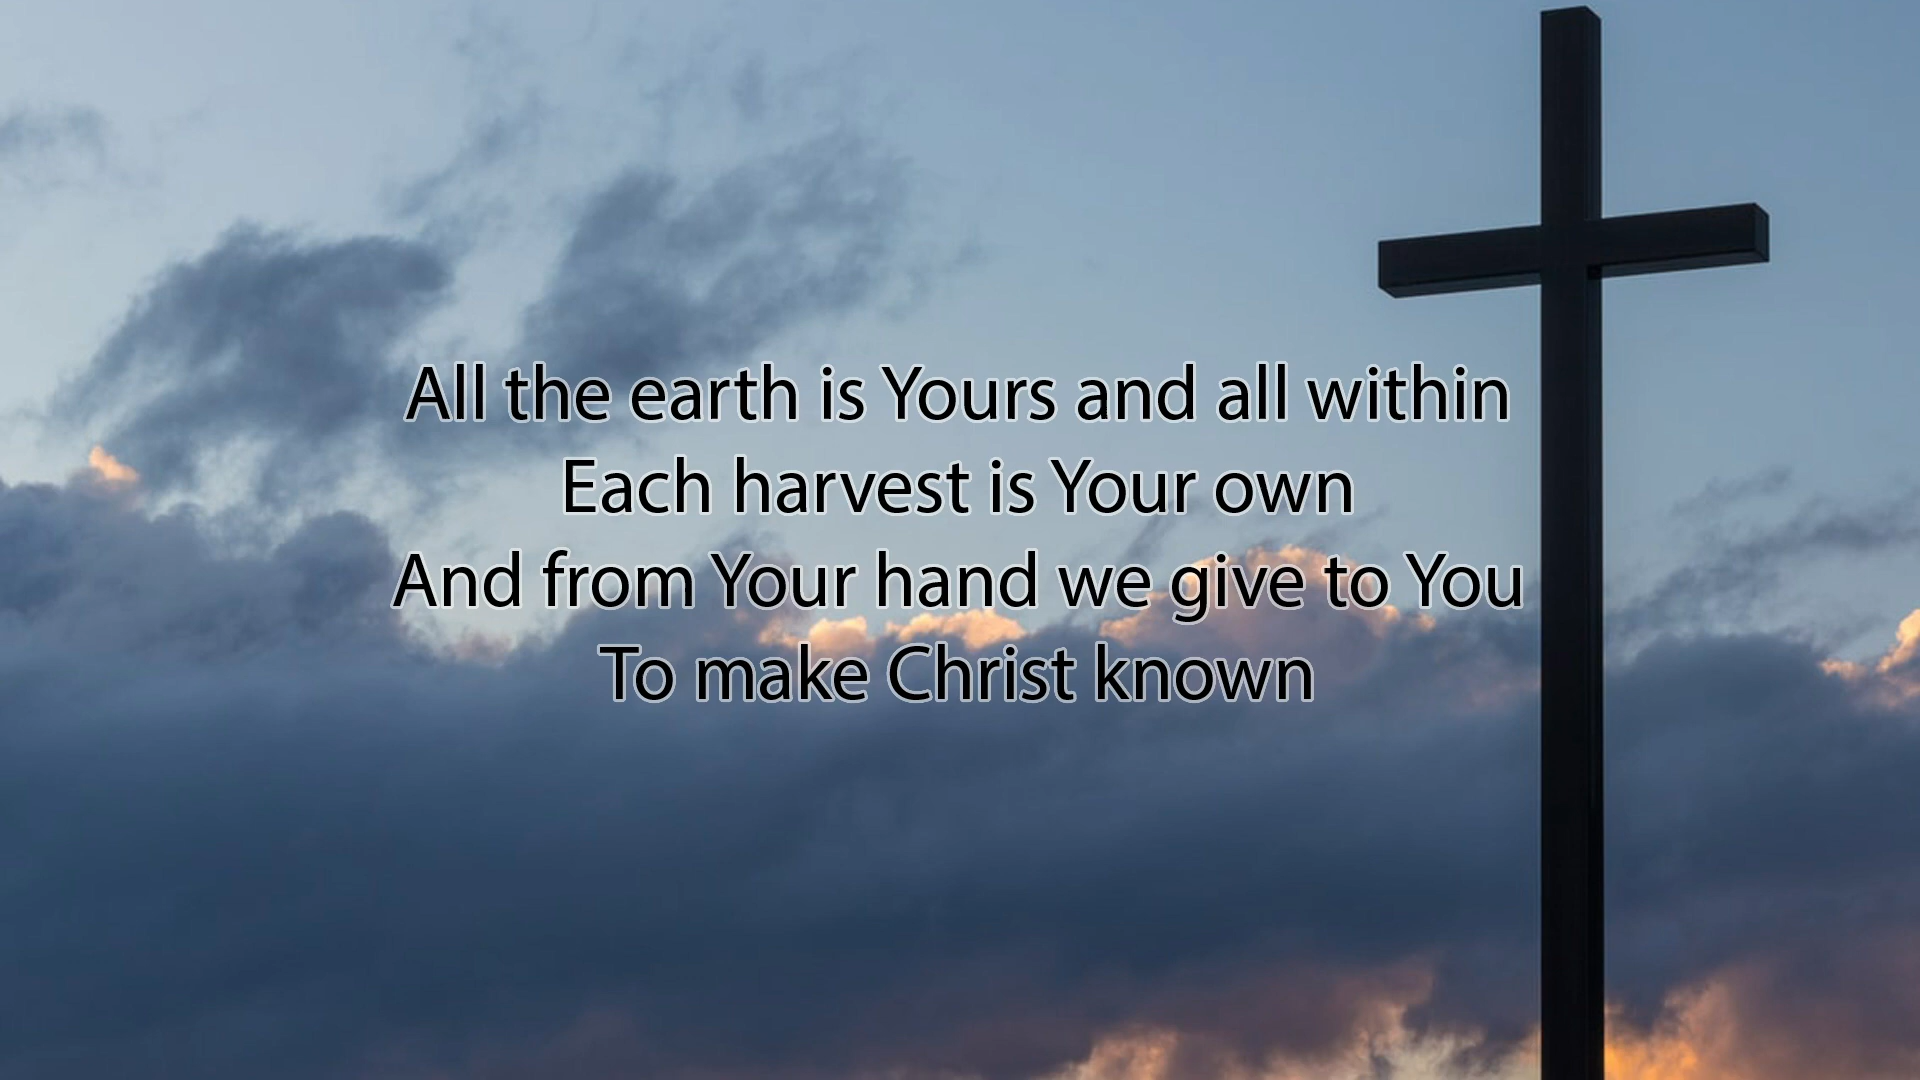 All the earth is Yours and all within
Each harvest is Your own
And from Your hand we give to You
To make Christ known